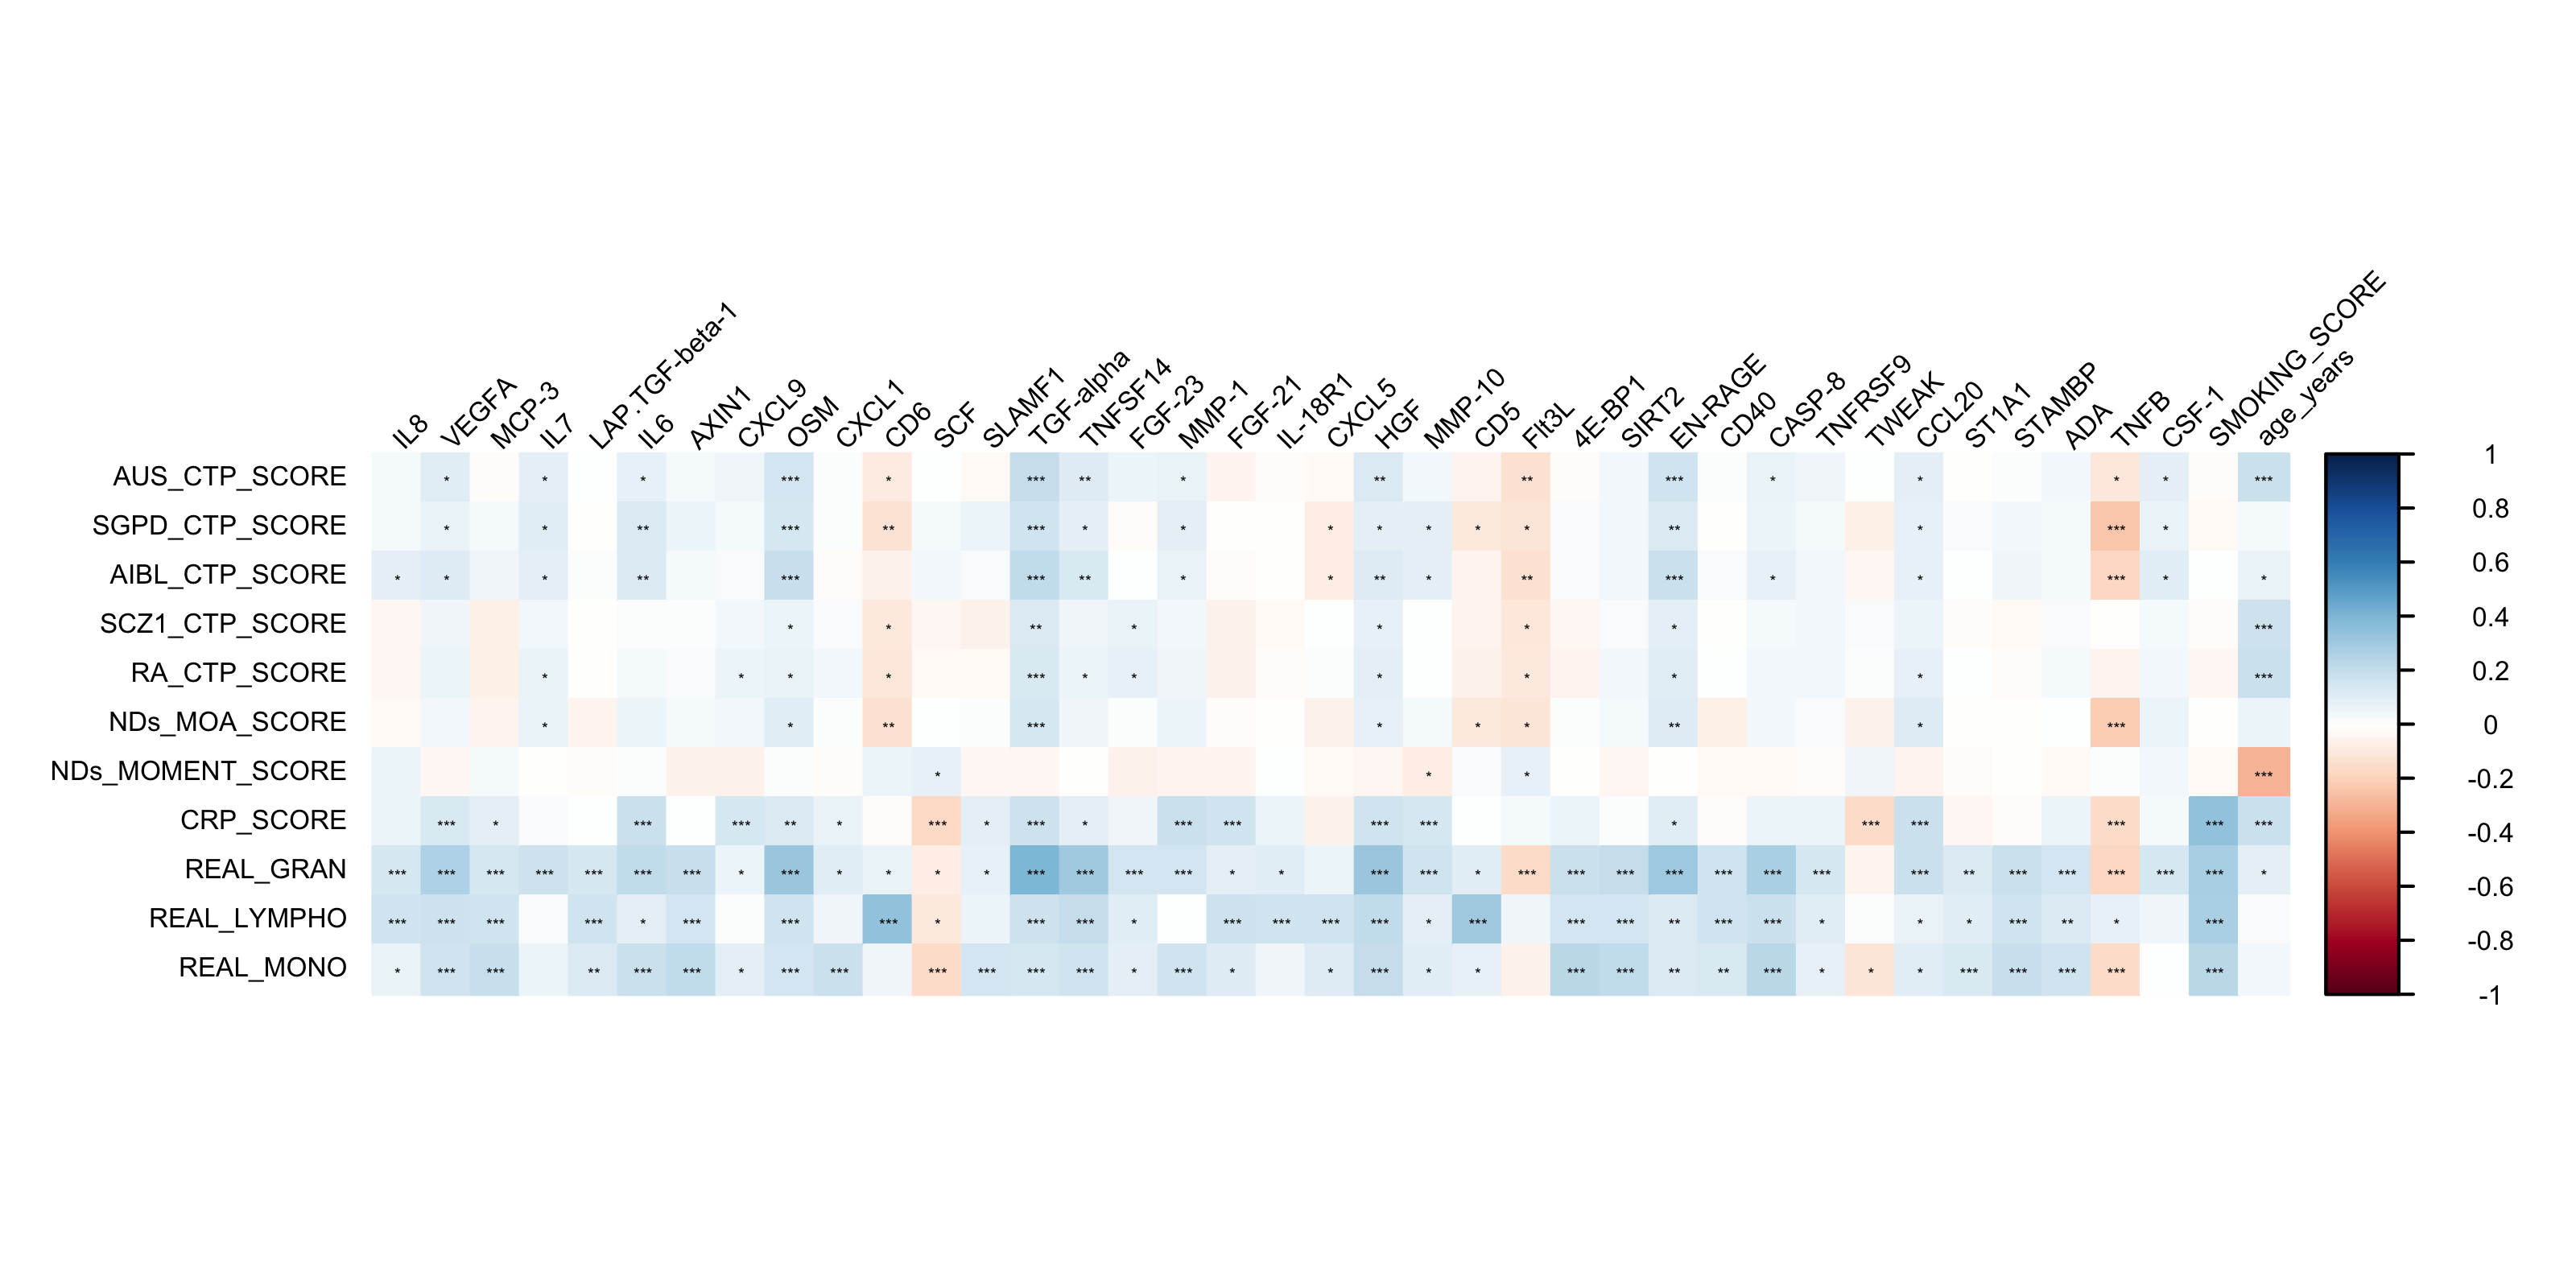 IL8
VEGFA
MCP-3
IL7
LAP.TGF-beta-1
IL6
AXIN1
CXCL9
OSM
CXCL1
CD6
SCF
SLAMF1
TGF-alpha
TNFSF14
FGF-23
MMP-1
FGF-21
IL-18R1
CXCL5
HGF
MMP-10
CD5
Flt3L
4E-BP1
SIRT2
EN-RAGE
CD40
CASP-8
TNFRSF9
TWEAK
CCL20
ST1A1
STAMBP
ADA
TNFB
CSF-1
SMOKING_SCORE
age_years
AUS_CTP_SCORE * * * *** * *** ** * ** ** *** * * * * ***
SGPD_CTP_SCORE * * ** *** ** *** * * * * * * * ** * *** *
AIBL_CTP_SCORE * * * ** *** *** ** * * ** * ** *** * * *** * *
SCZ1_CTP_SCORE * * ** * * * * ***
RA_CTP_SCORE * * * * *** * * * * * * ***
NDs_MOA_SCORE * * ** *** * * * ** * ***
NDs_MOMENT_SCORE * * * ***
CRP_SCORE *** * *** *** ** * *** * *** * *** *** *** *** * *** *** *** *** ***
REAL_GRAN *** *** *** *** *** *** *** * *** * * * * *** *** *** *** * * *** *** * *** *** *** *** *** *** *** *** ** *** *** *** *** *** *
REAL_LYMPHO *** *** *** *** * *** *** *** * *** *** * *** *** *** *** * *** *** *** ** *** *** * * * *** ** * ***
REAL_MONO * *** *** ** *** *** * *** *** *** *** *** *** * *** * * *** * * *** *** ** ** *** * * * *** *** *** *** ***
1
0.8
0.6
0.4
0.2
0
-0.2
-0.4
-0.6
-0.8
-1